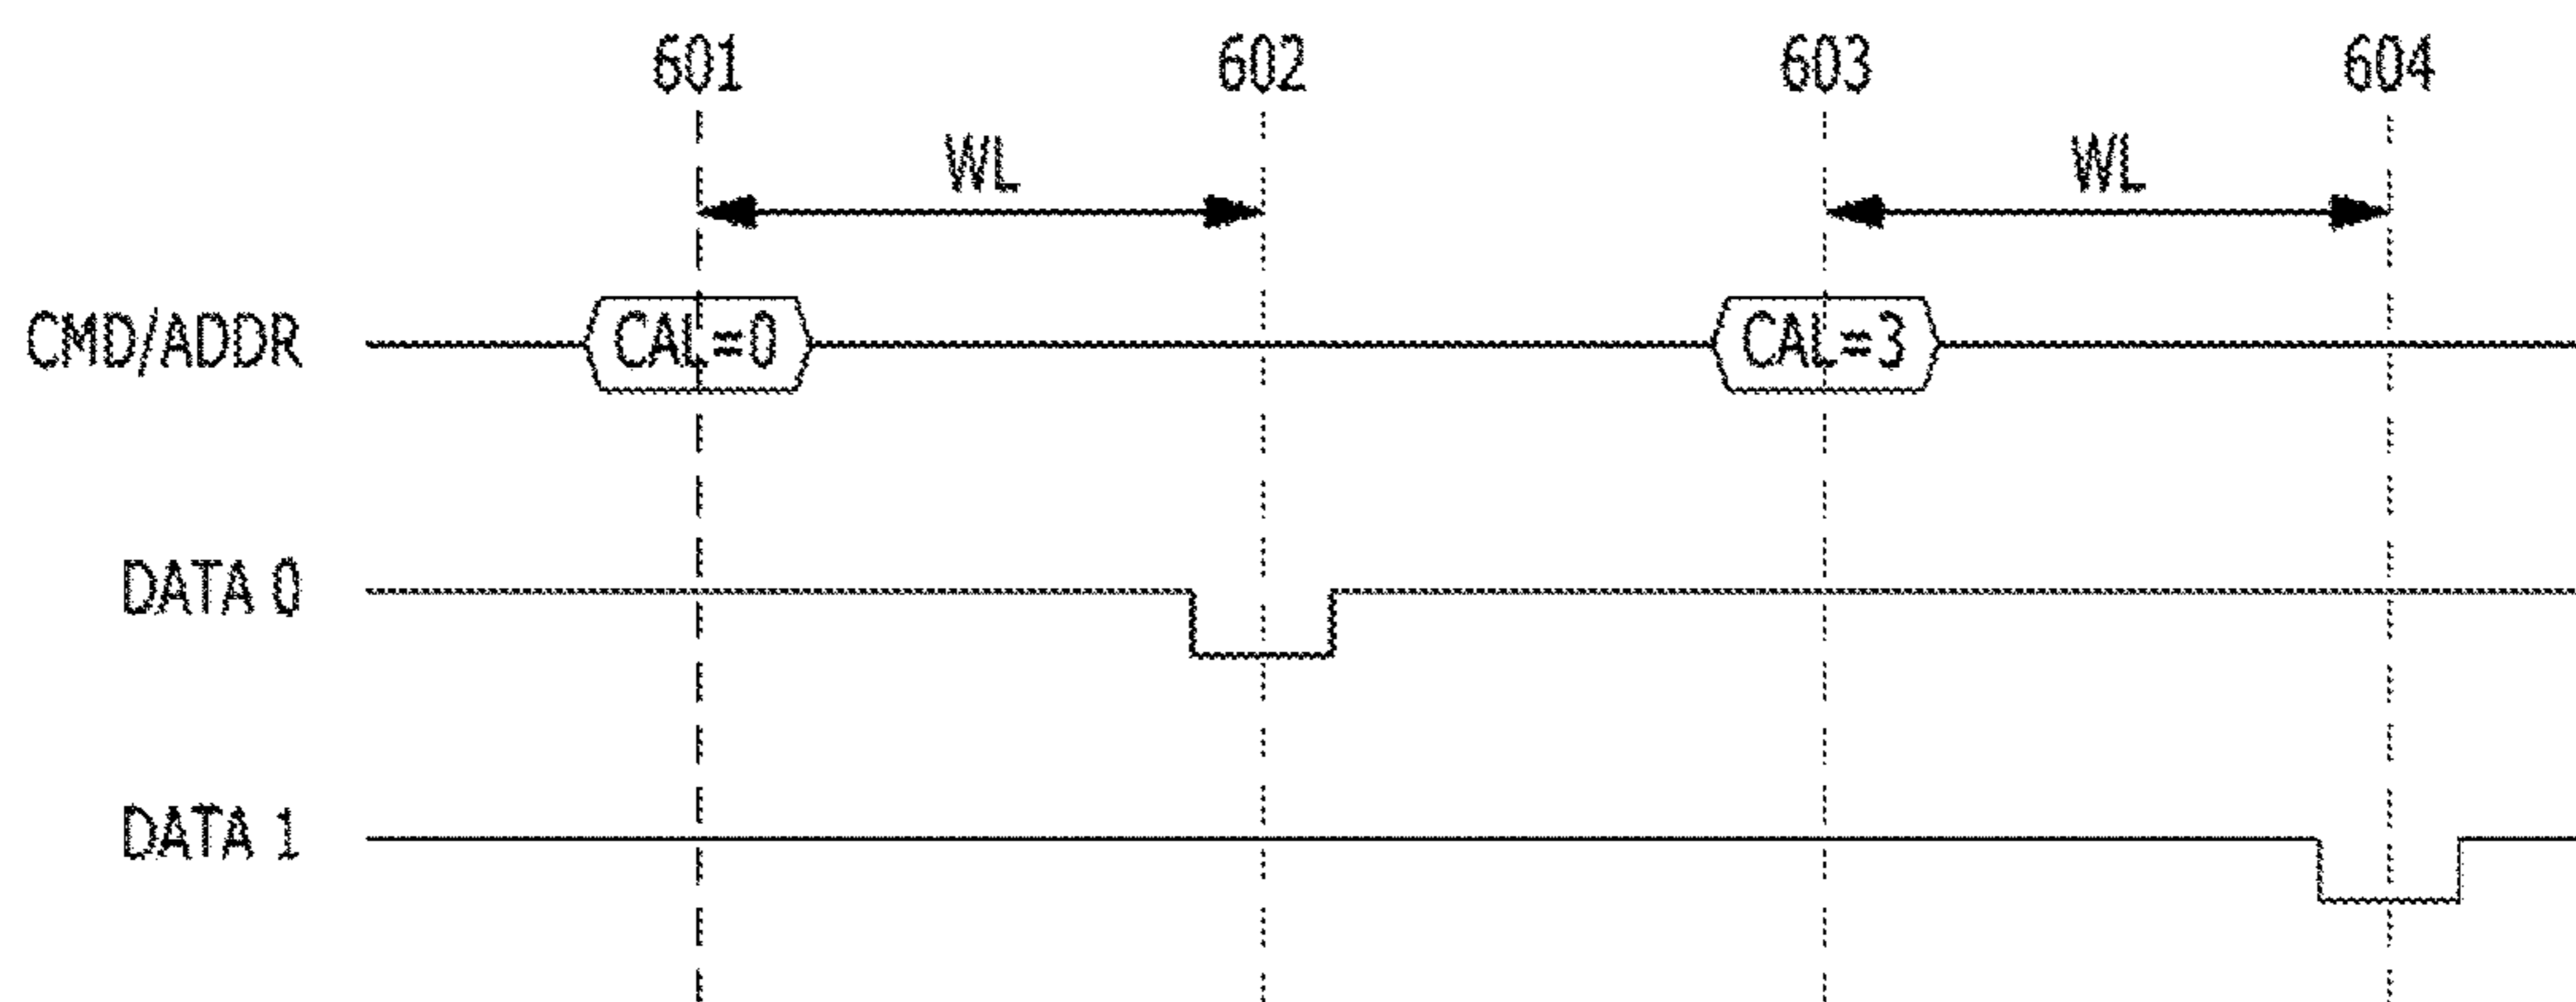 601 602 603 604
WL WL
CMD/ADDR CAL=0 CAL=3
DATA 0
DATA 1